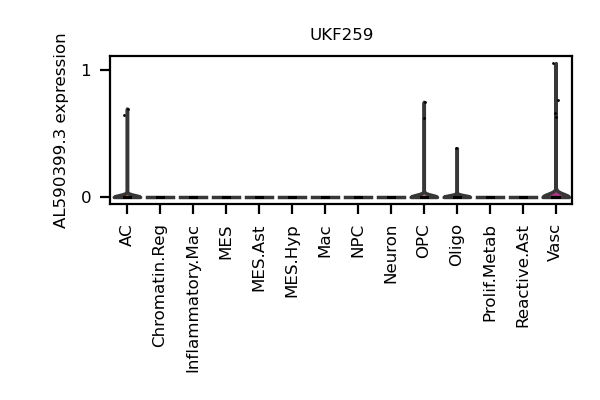 UKF259
AL590399.3 expression
1
0
AC
Chromatin.Reg
Inflammatory.Mac
MES
MES.Ast
MES.Hyp
Mac
NPC
Neuron
OPC
Oligo
Prolif.Metab
Reactive.Ast
Vasc